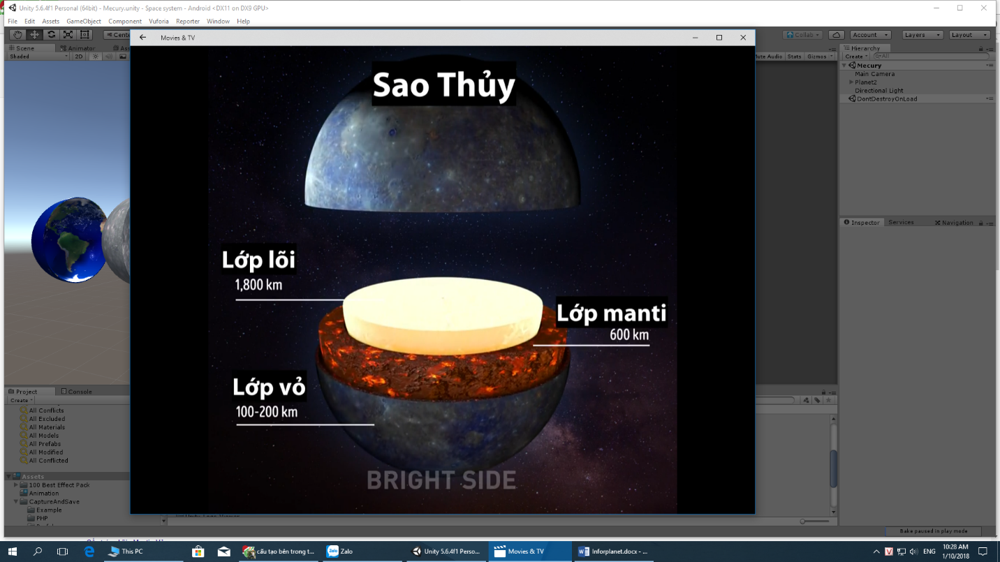 Unity 5.6.4f1 Personal (64bit) - Mecury.unity - Space system - Android <DX11 on DX9 GPU>
File Edit Assets GameObject Component Vuforia Reporter Window Help
Collab Account Layers Layout
Movies & TV
Scene Animator
Shaded 2D
Mute Audio Stats Gizmos
Hierarchy
Create All
Mecury
Main Camera
Planet2
Directional Light
DontDestroyOnLoad
Sao Thủy
Lớp lõi
1,800 km
Lớp manti
600 km
Lớp vỏ
100-200 km
BRIGHT SIDE
Inspector Services Navigation
Project Console
Create
All Conflicts
All Excluded
All Materials
All Models
All Prefabs
All Modified
All Conflicted
Assets
100 Best Effect Pack
Animation
CaptureAndSave
Example
PHP
Bake paused in play mode
This PC
cấu tạo bên trong t...
Zalo
Unity 5.6.4f1 Perso...
Movies & TV
Inforplanet.docx - ...
ENG
10:28 AM
1/10/2018